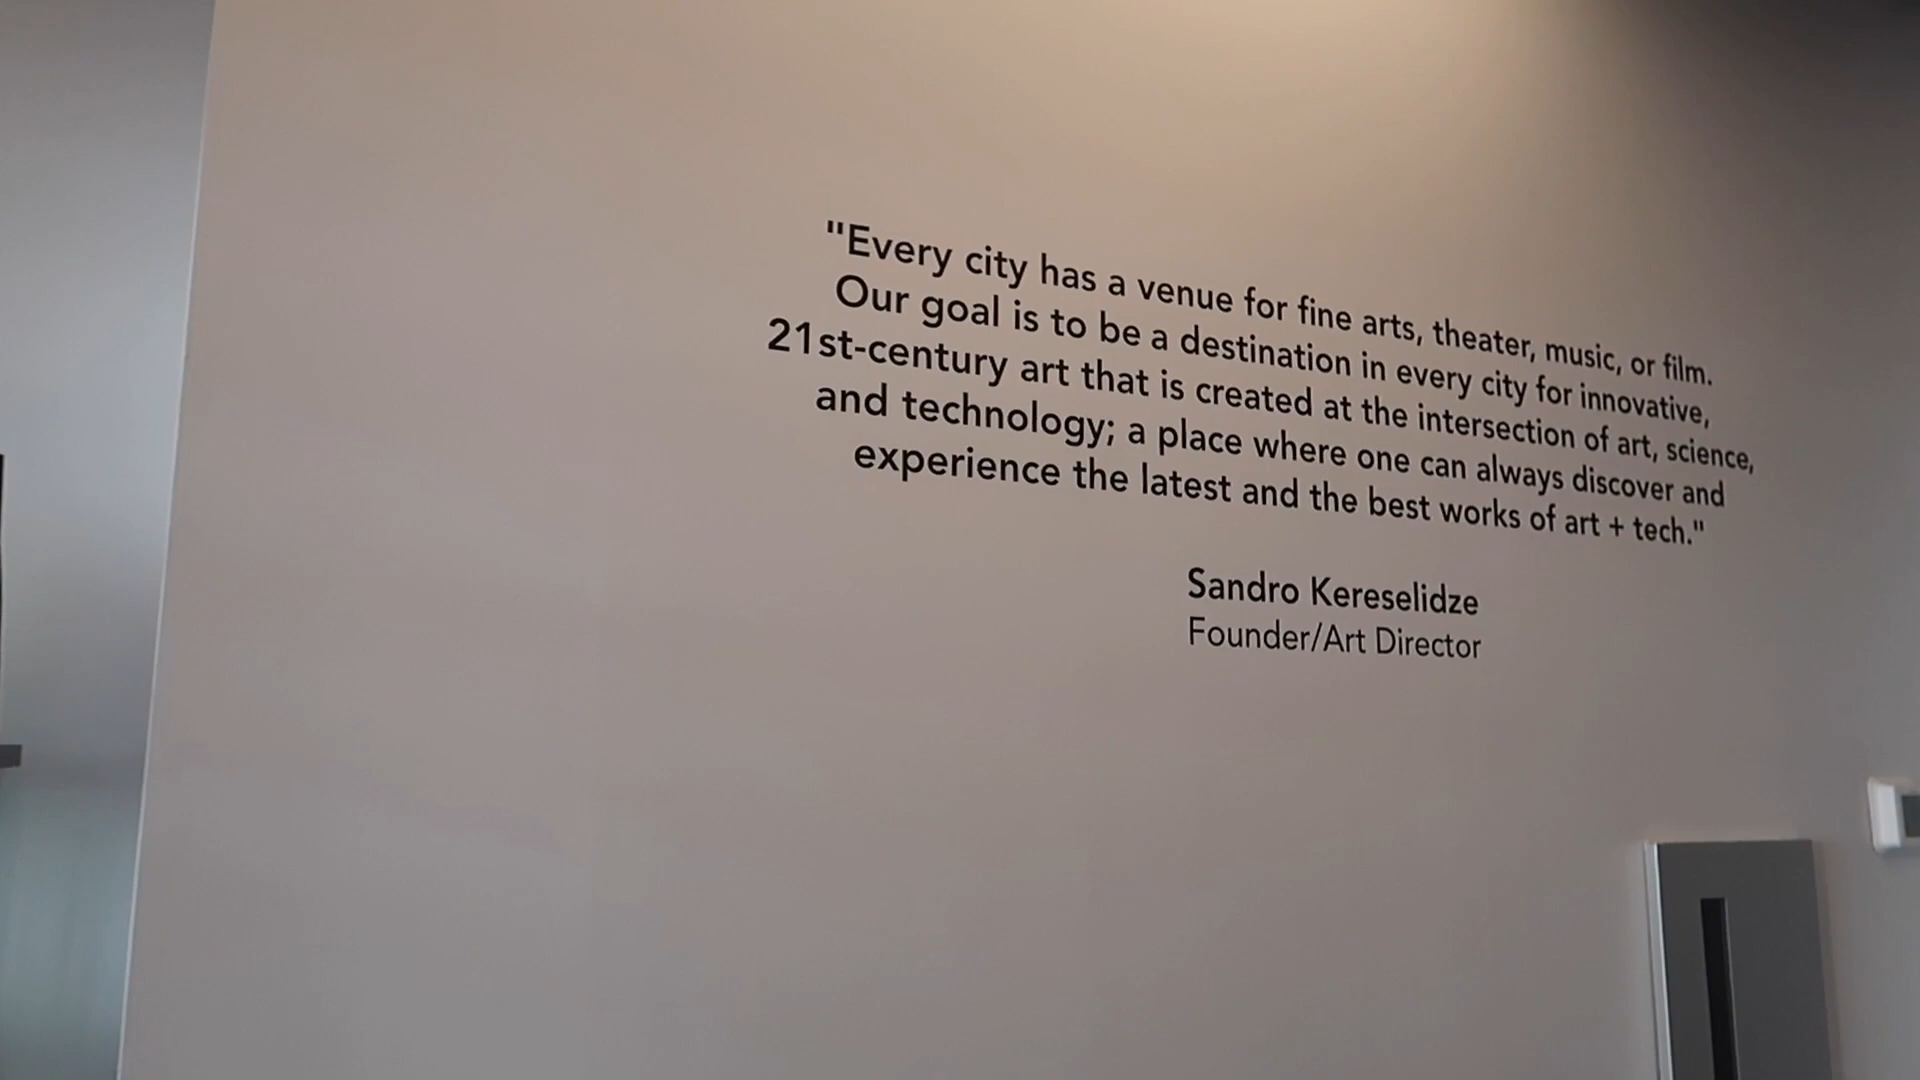 "Every city has a venue for fine arts, theater, music, or film.
Our goal is to be a destination in every city for innovative,
21st-century art that is created at the intersection of art, science,
and technology; a place where one can always discover and
experience the latest and the best works of art + tech."
Sandro Kereselidze
Founder/Art Director